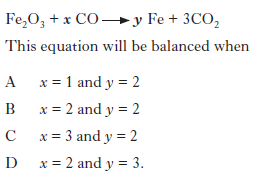 Fe₂O₃ + x CO ⟶ y Fe + 3CO₂
This equation will be balanced when
A x = 1 and y = 2
B x = 2 and y = 2
C x = 3 and y = 2
D x = 2 and y = 3.